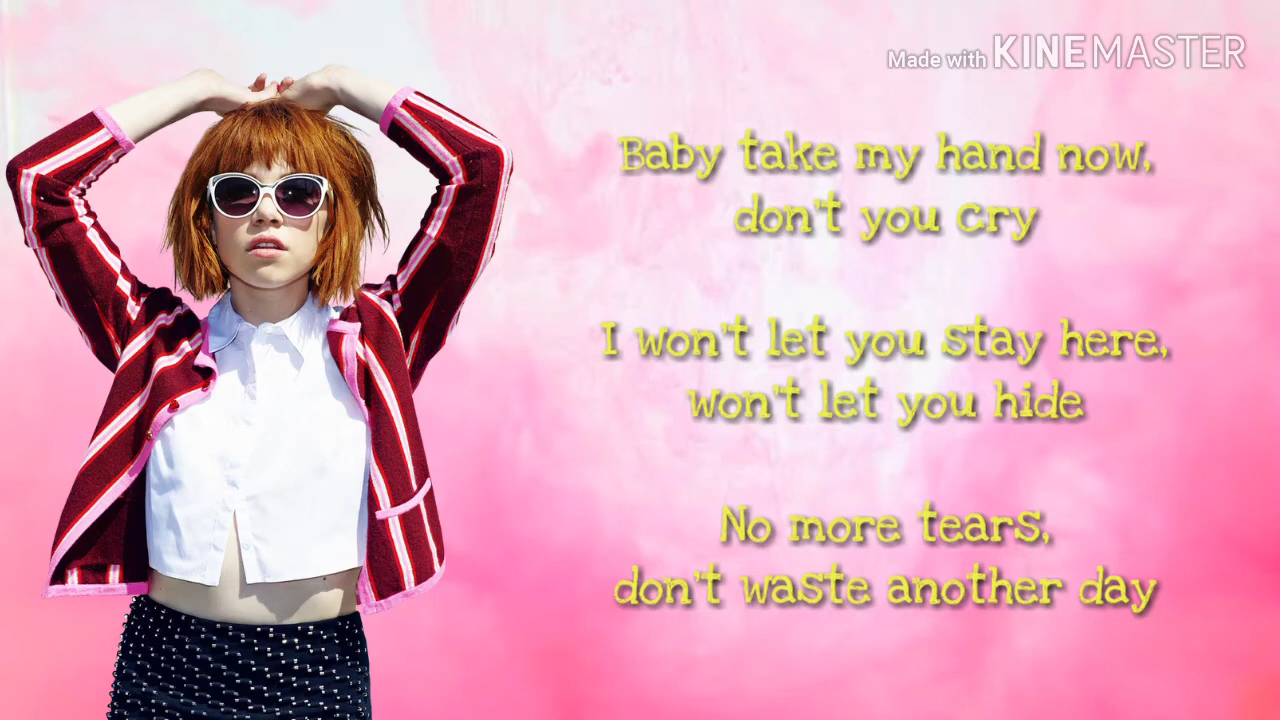 Made with KINEMASTER
Baby take my hand now,
don't you cry
I won't let you stay here,
won't let you hide
No more tears,
don't waste another day